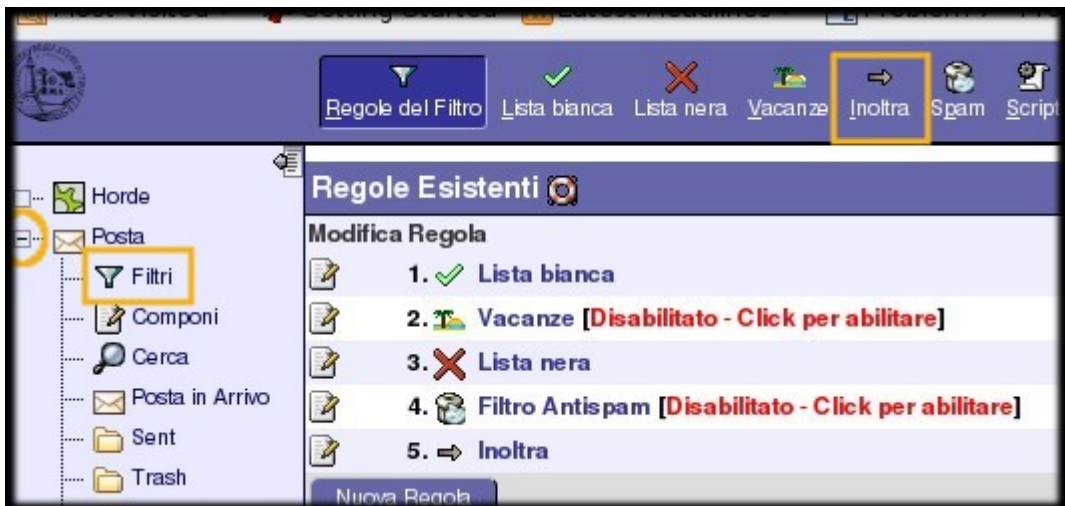 Regole del Filtro Lista bianca Lista nera Vacanze Inoltra Spam Script
Horde
Posta
Filtri
Componi
Cerca
Posta in Arrivo
Sent
Trash
Regole Esistenti
Modifica Regola
1. Lista bianca
2. Vacanze [Disabilitato - Click per abilitare]
3. Lista nera
4. Filtro Antispam [Disabilitato - Click per abilitare]
5. Inoltra
Nuova Regola